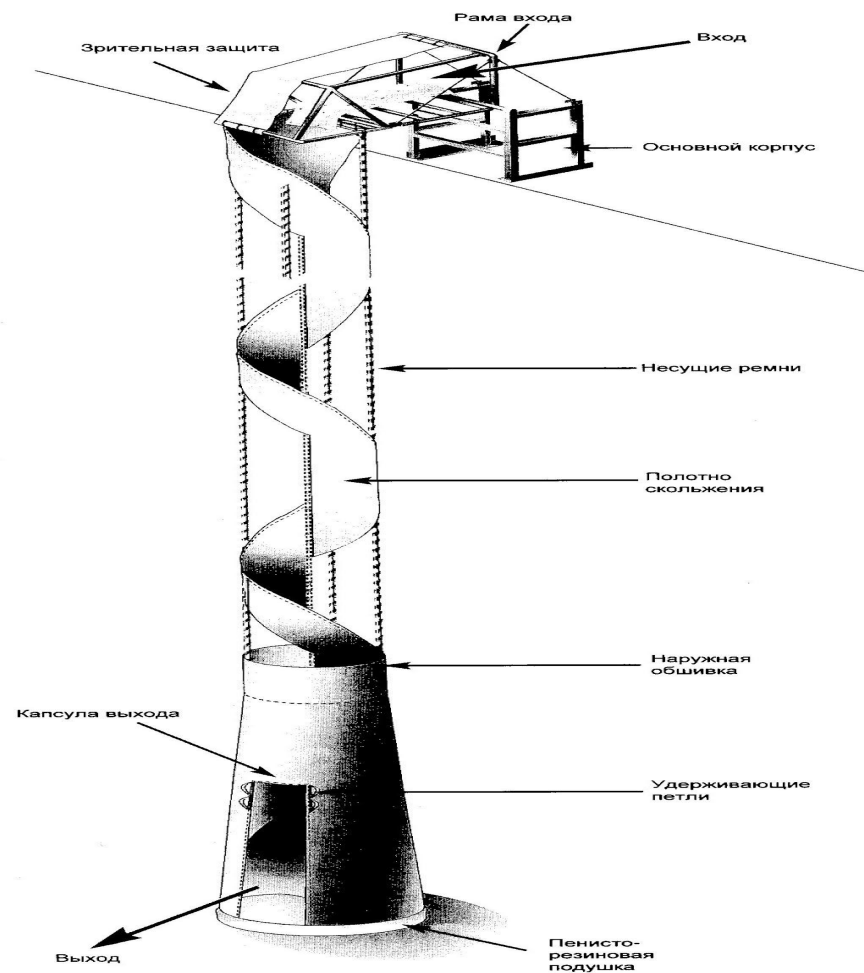 Рама входа
Зрительная защита
Вход
Основной корпус
Несущие ремни
Полотно
скольжения
Наружная
обшивка
Капсула выхода
Удерживающие
петли
Выход
Пенисто-
резиновая
подушка